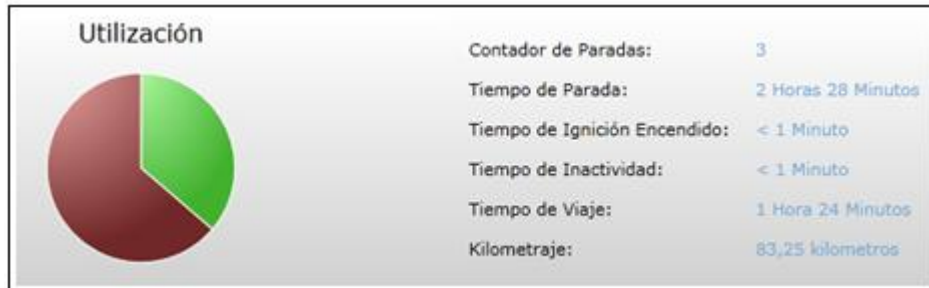 Utilización
Contador de Paradas: 3
Tiempo de Parada: 2 Horas 28 Minutos
Tiempo de Ignición Encendido: < 1 Minuto
Tiempo de Inactividad: < 1 Minuto
Tiempo de Viaje: 1 Hora 24 Minutos
Kilometraje: 83,25 kilometros